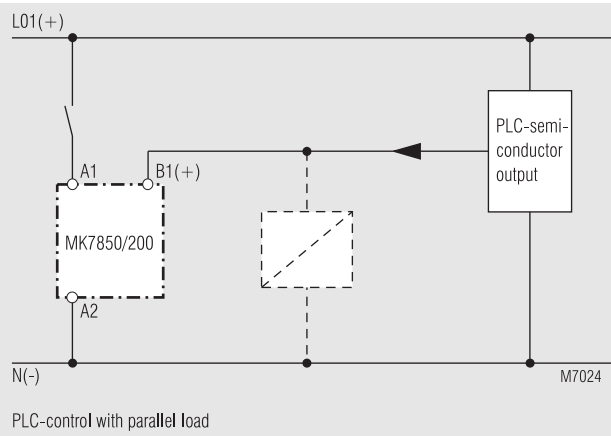 L01(+)
A1
B1(+)
PLC-semi-
conductor
output
MK7850/200
A2
N(-)
M7024
PLC-control with parallel load